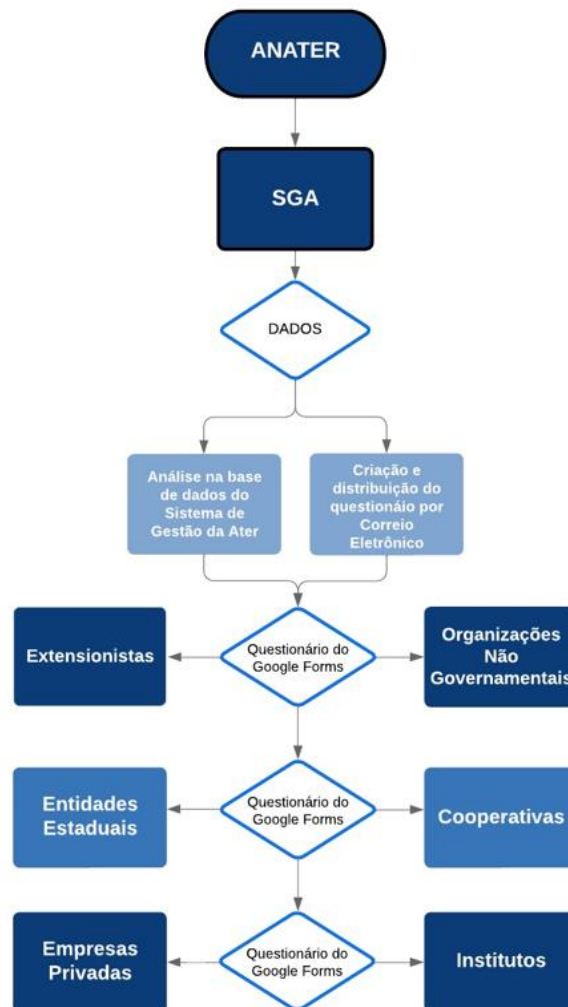 ANATER
SGA
DADOS
Análise na base
de dados do
Sistema de
Gestão da Ater
Criação e
distribuição do
questionáio por
Correio
Eletrônico
Extensionistas
Questionário do
Google Forms
Organizações
Não
Governamentais
Entidades
Estaduais
Questionário do
Google Forms
Cooperativas
Empresas
Privadas
Questionário do
Google Forms
Institutos